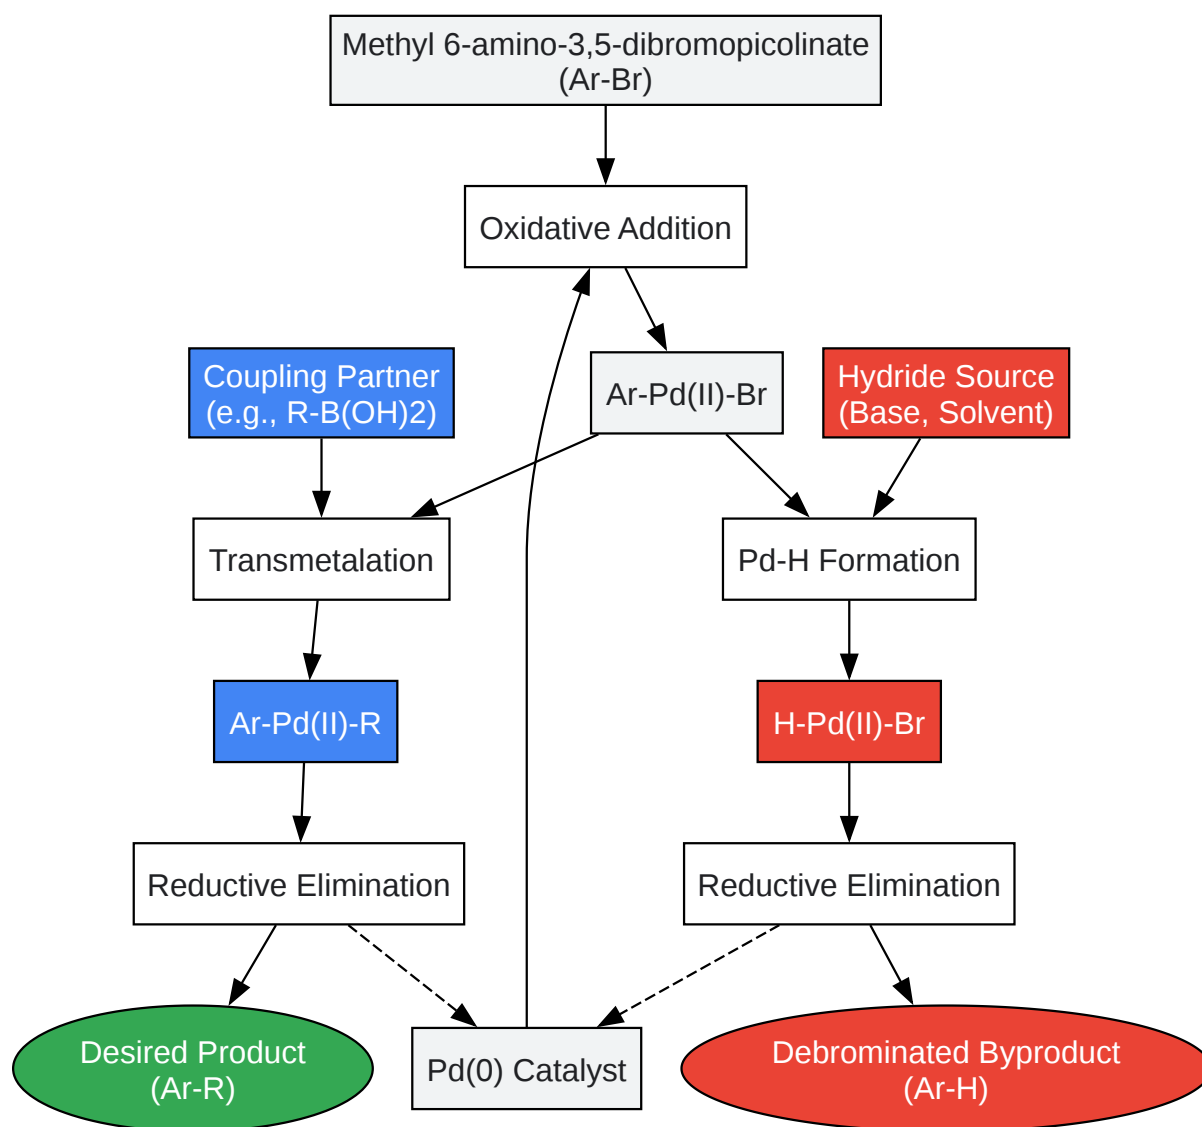 Methyl 6-amino-3,5-dibromopicolinate
(Ar-Br)
Oxidative Addition
Coupling Partner
(e.g., R-B(OH)2)
Ar-Pd(II)-Br
Hydride Source
(Base, Solvent)
Transmetalation
Pd-H Formation
Ar-Pd(II)-R
H-Pd(II)-Br
Reductive Elimination
Reductive Elimination
Desired Product
(Ar-R)
Pd(0) Catalyst
Debrominated Byproduct
(Ar-H)